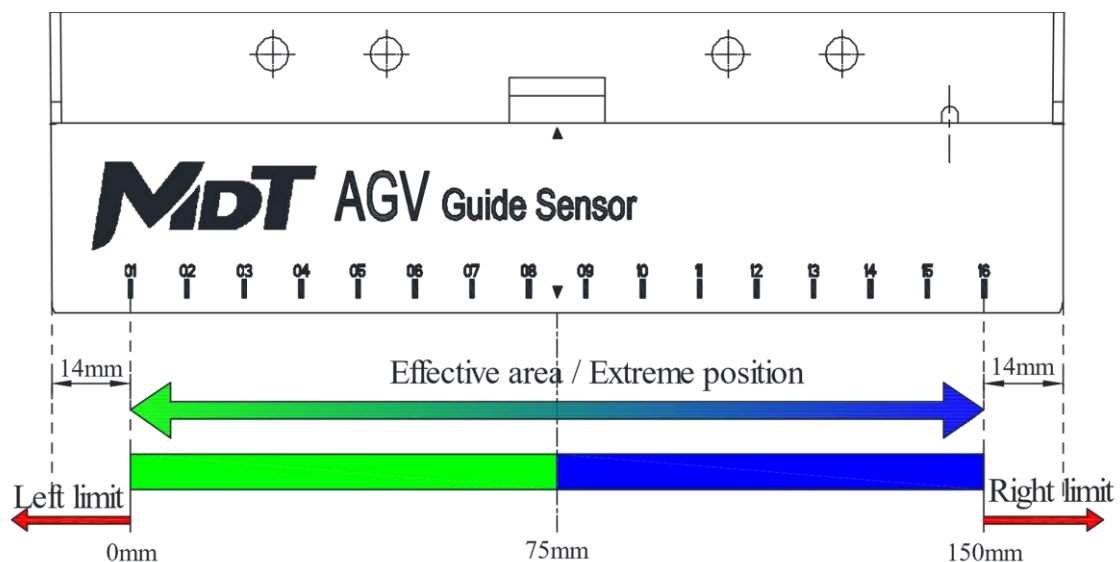 MDT AGV Guide Sensor
01 02 03 04 05 06 07 08 09 10 11 12 13 14 15 16
14mm Effective area / Extreme position 14mm
Left limit Right limit
0mm 75mm 150mm